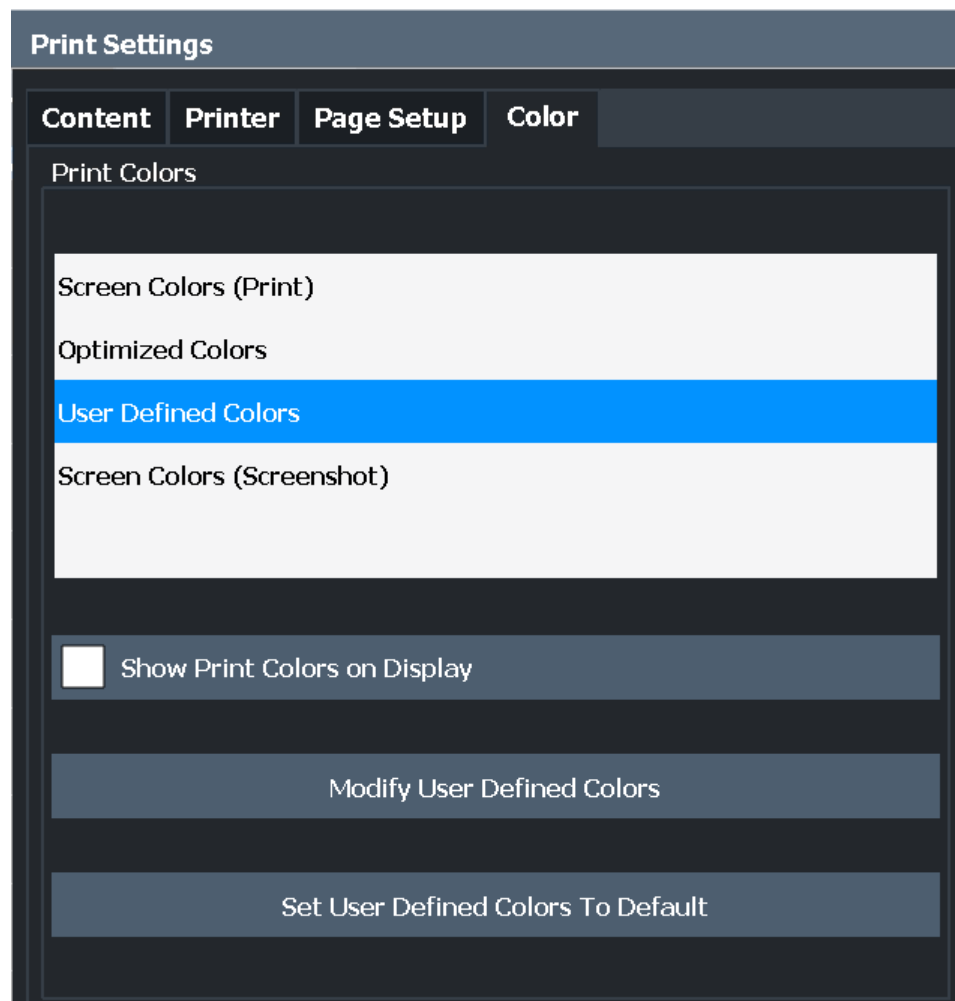 Print Settings
Content Printer Page Setup Color
Print Colors
Screen Colors (Print)
Optimized Colors
User Defined Colors
Screen Colors (Screenshot)
Show Print Colors on Display
Modify User Defined Colors
Set User Defined Colors To Default